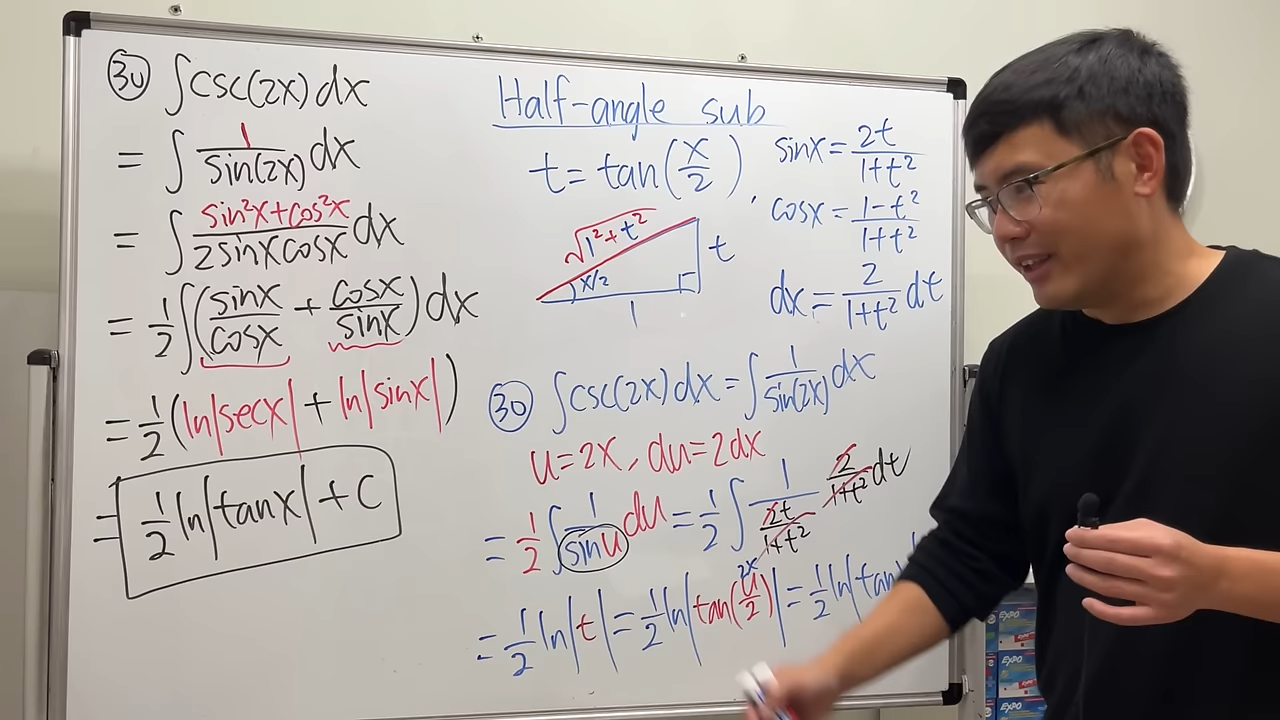 30 ∫csc(2x)dx
= ∫ 1/sin(2x) dx
= ∫ (sin²x+cos²x)/(2sinxcosx) dx
= 1/2 ∫(sinx/cosx + cosx/sinx) dx
= 1/2 (ln|secx| + ln|sinx|)
= 1/2 ln|tanx| + C
Half-angle sub
t = tan(x/2),
sinx = 2t/(1+t²)
cosx = (1-t²)/(1+t²)
dx = 2/(1+t²) dt
√(1²+t²)
x/2
t
1
30 ∫csc(2x)dx = ∫ 1/sin(2x) dx
u=2x, du=2dx
= 1/2 ∫ 1/sinu du = 1/2 ∫ 1/(2t/(1+t²)) 2/(1+t²) dt
2x
= 1/2 ln|t| = 1/2 ln|tan(u/2)| = 1/2 ln|tan
EXPO
EXPO
EXPO